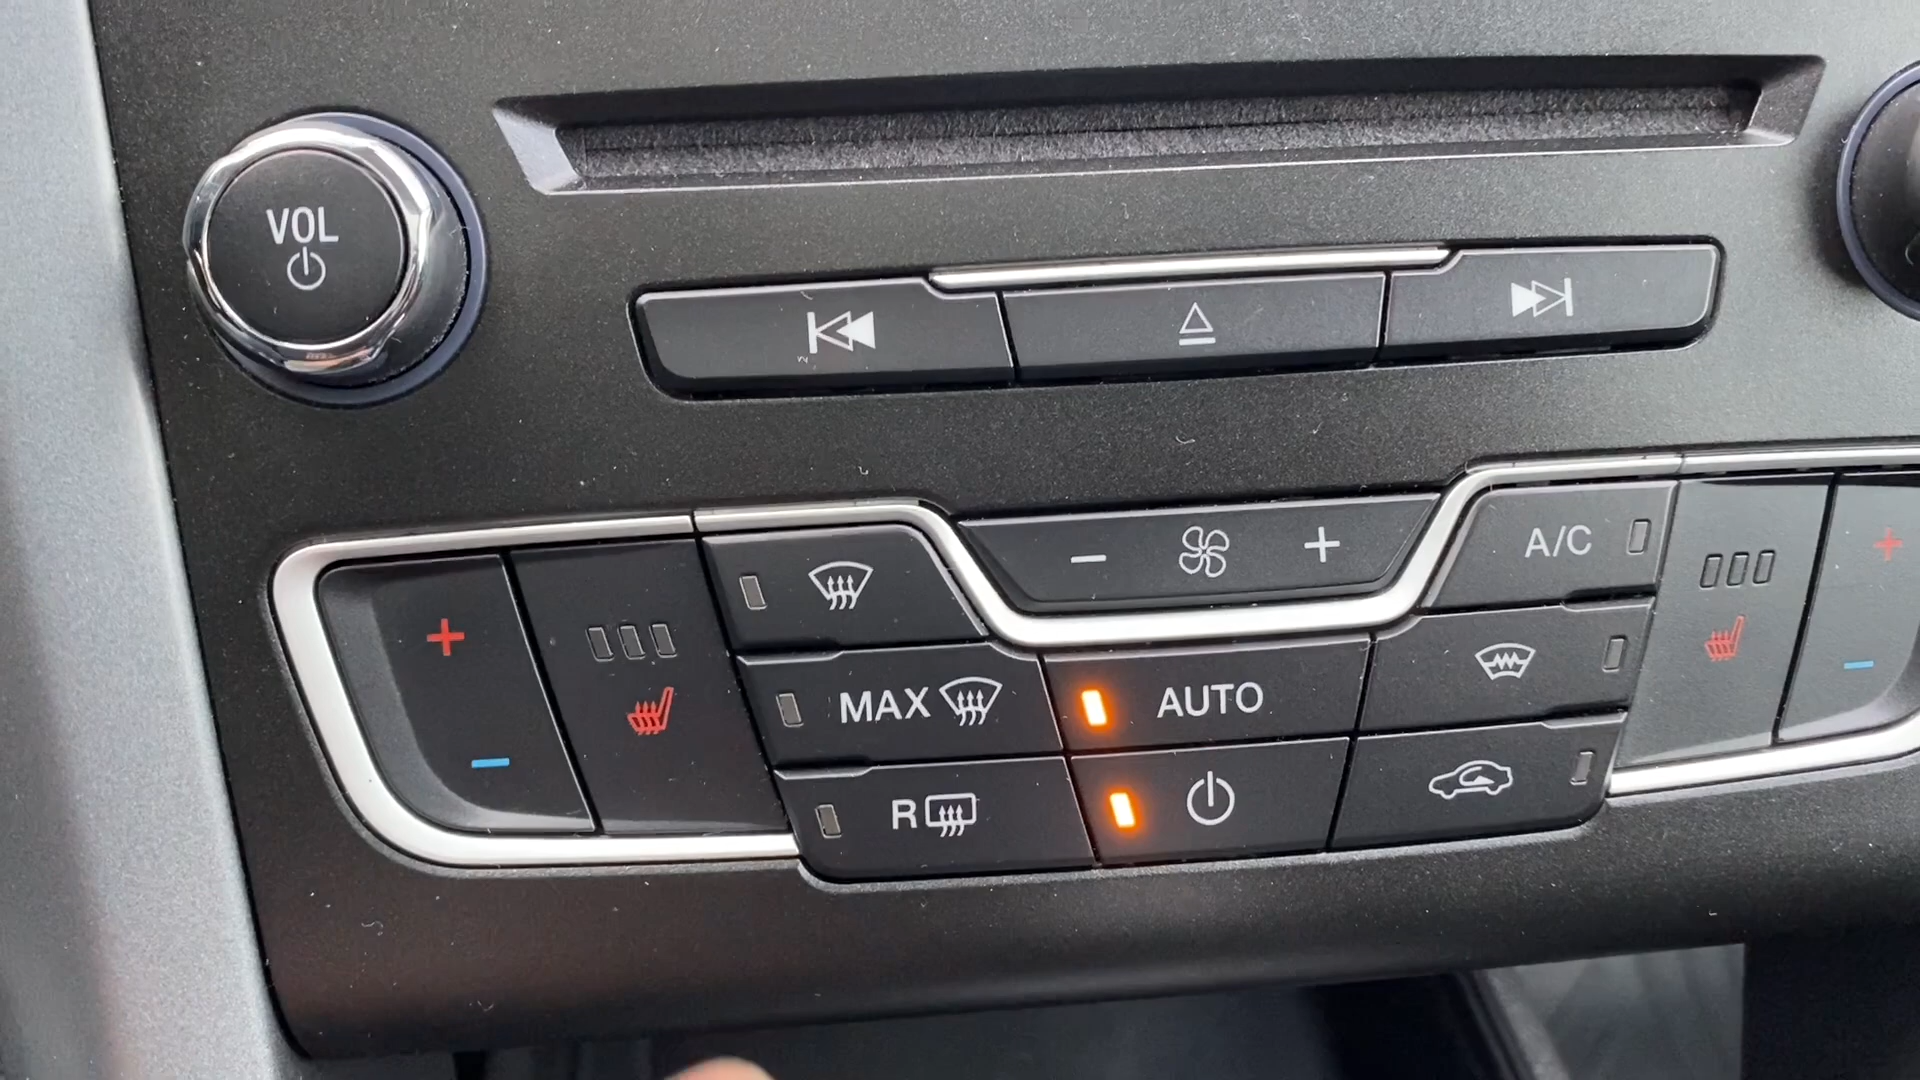 VOL
- +
A/C
+
+
MAX
AUTO
-
-
R